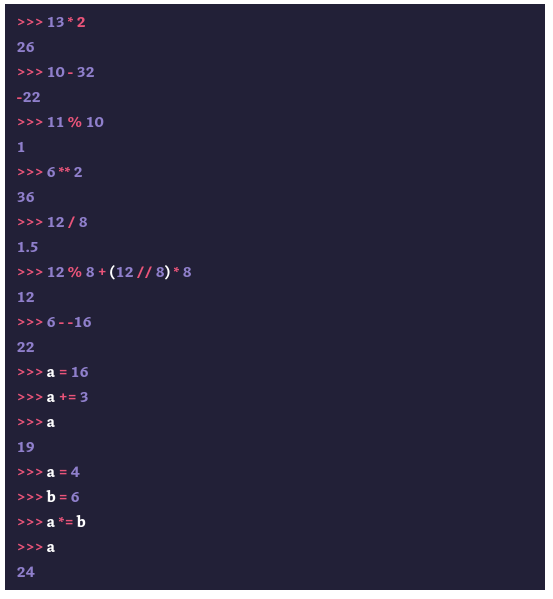 >>> 13 * 2
26
>>> 10 - 32
-22
>>> 11 % 10
1
>>> 6 ** 2
36
>>> 12 / 8
1.5
>>> 12 % 8 + (12 // 8) * 8
12
>>> 6 - -16
22
>>> a = 16
>>> a += 3
>>> a
19
>>> a = 4
>>> b = 6
>>> a *= b
>>> a
24